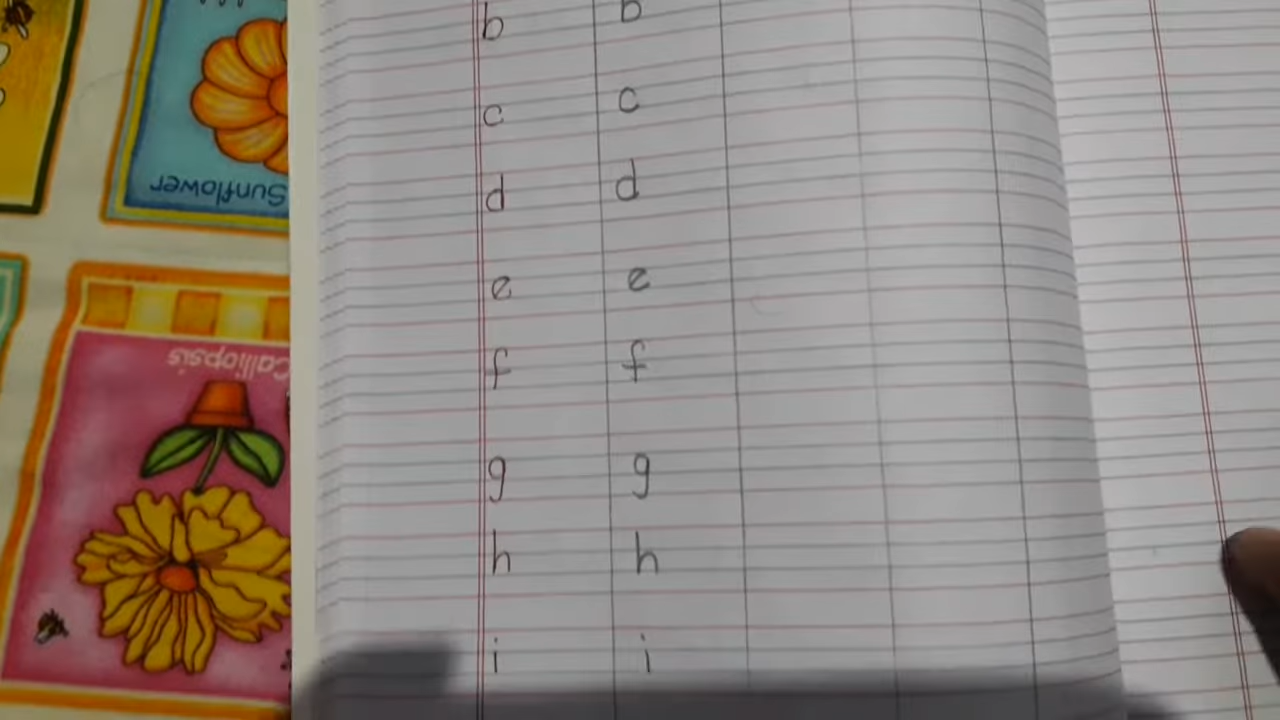 b b
c c
d d
e e
f f
g g
h h
i i
Sunflower
Calliopsis